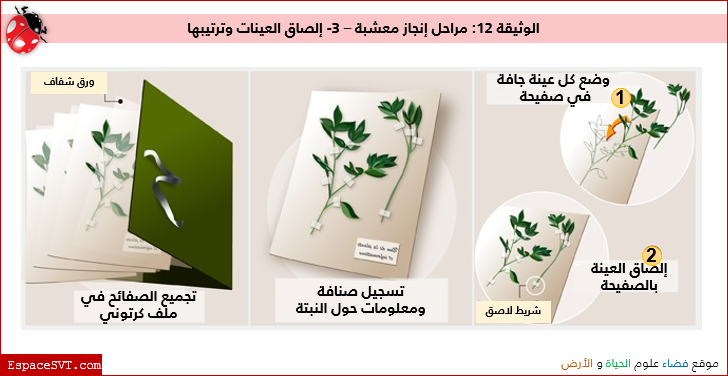 الوثيقة 12: مراحل إنجاز معشبة – 3- إلصاق العينات وترتيبها
وضع كل عينة جافة
في صفيحة
1
2
إلصاق العينة
بالصفيحة
شريط لاصق
تسجيل صنافة
ومعلومات حول النبتة
ورق شفاف
تجميع الصفائح في
ملف كرتوني
موقع فضاء علوم الحياة و الأرض
EspaceSVT.com